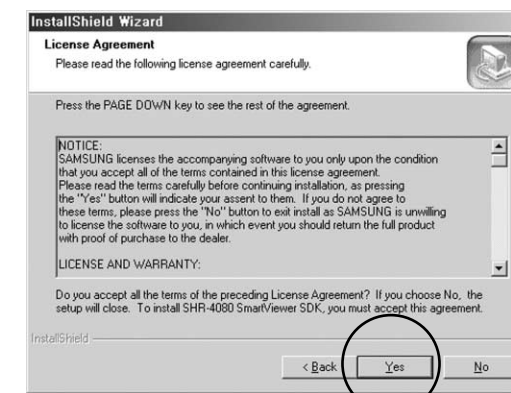 InstallShield Wizard
License Agreement
Please read the following license agreement carefully.
Press the PAGE DOWN key to see the rest of the agreement.
NOTICE:
SAMSUNG licenses the accompanying software to you only upon the condition
that you accept all of the terms contained in this license agreement.
Please read the terms carefully before continuing installation, as pressing
the "Yes" button will indicate your assent to them. If you do not agree to
these terms, please press the "No" button to exit install as SAMSUNG is unwilling
to license the software to you, in which event you should return the full product
with proof of purchase to the dealer.
LICENSE AND WARRANTY:
Do you accept all the terms of the preceding License Agreement? If you choose No, the
setup will close. To install SHR-4080 SmartViewer SDK, you must accept this agreement.
InstallShield
< Back Yes No